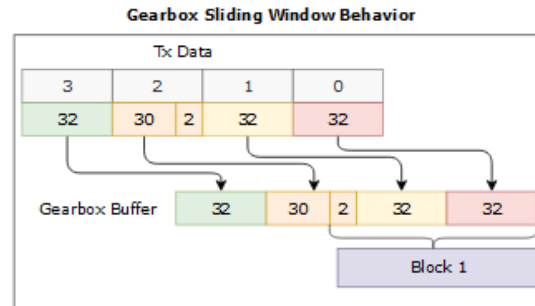 Gearbox Sliding Window Behavior
Tx Data
3 2 1 0
32 30 2 32 32
Gearbox Buffer 32 30 2 32 32
Block 1